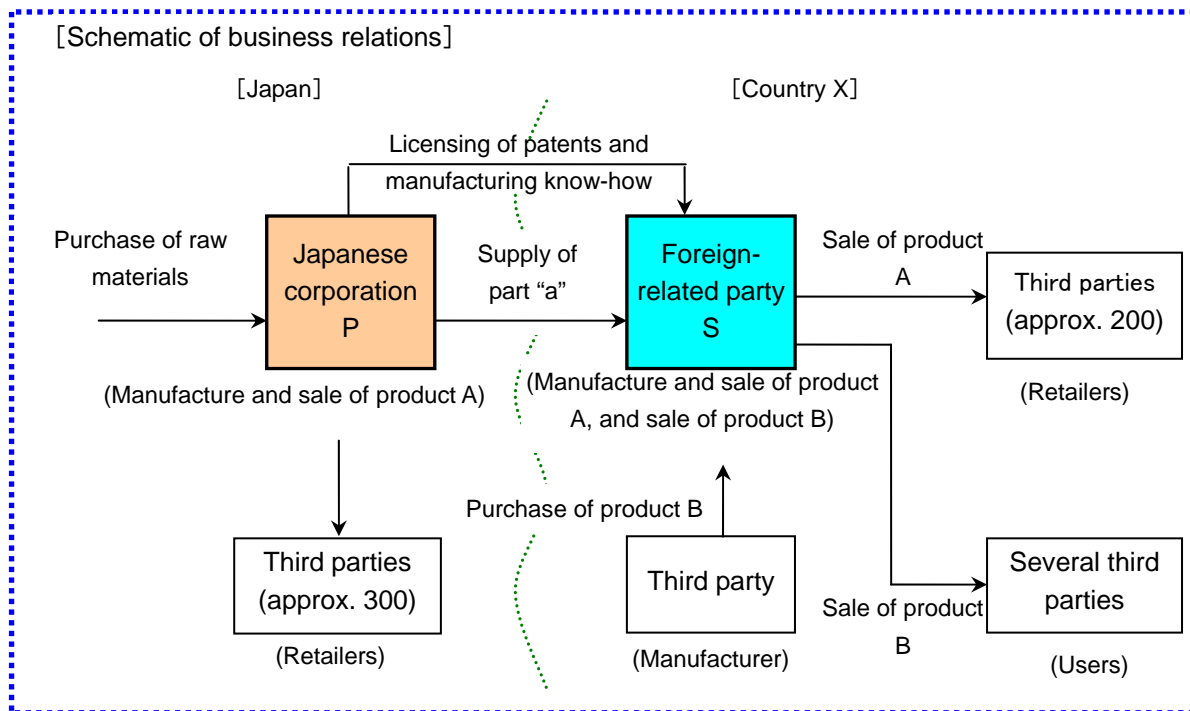 ［Schematic of business relations］
［Japan］
［Country X］
Licensing of patents and
manufacturing know-how
Purchase of raw
materials
Japanese
corporation
P
Supply of
part “a”
Foreign-
related party
S
Sale of product
A
Third parties
(approx. 200)
(Retailers)
(Manufacture and sale of product A)
(Manufacture and sale of product
A, and sale of product B)
Purchase of product B
Third parties
(approx. 300)
(Retailers)
Third party
(Manufacturer)
Sale of product
B
Several third
parties
(Users)